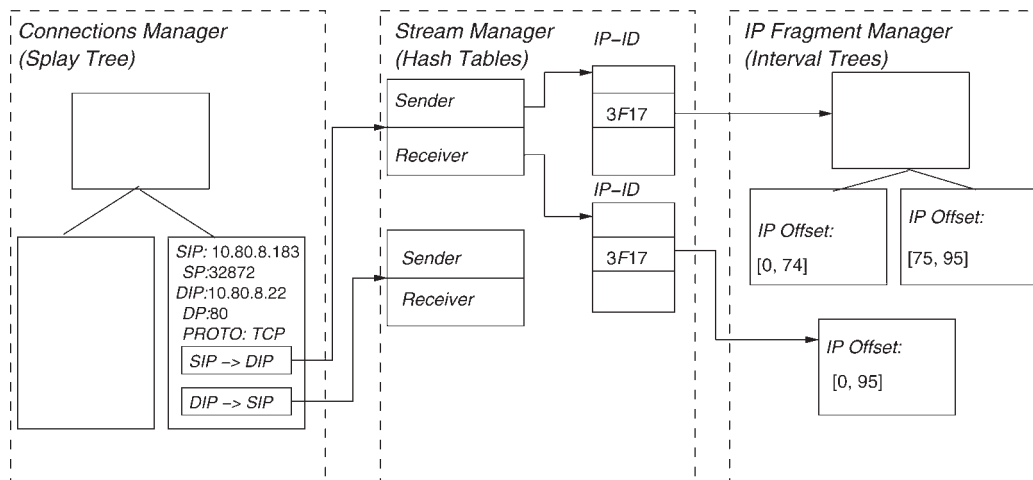 Connections Manager
(Splay Tree)
SIP: 10.80.8.183
SP:32872
DIP:10.80.8.22
DP:80
PROTO: TCP
SIP –> DIP
DIP –> SIP
Stream Manager
(Hash Tables)
Sender
Receiver
Sender
Receiver
IP–ID
3F17
IP–ID
3F17
IP Fragment Manager
(Interval Trees)
IP Offset:
[0, 74]
IP Offset:
[75, 95]
IP Offset:
[0, 95]